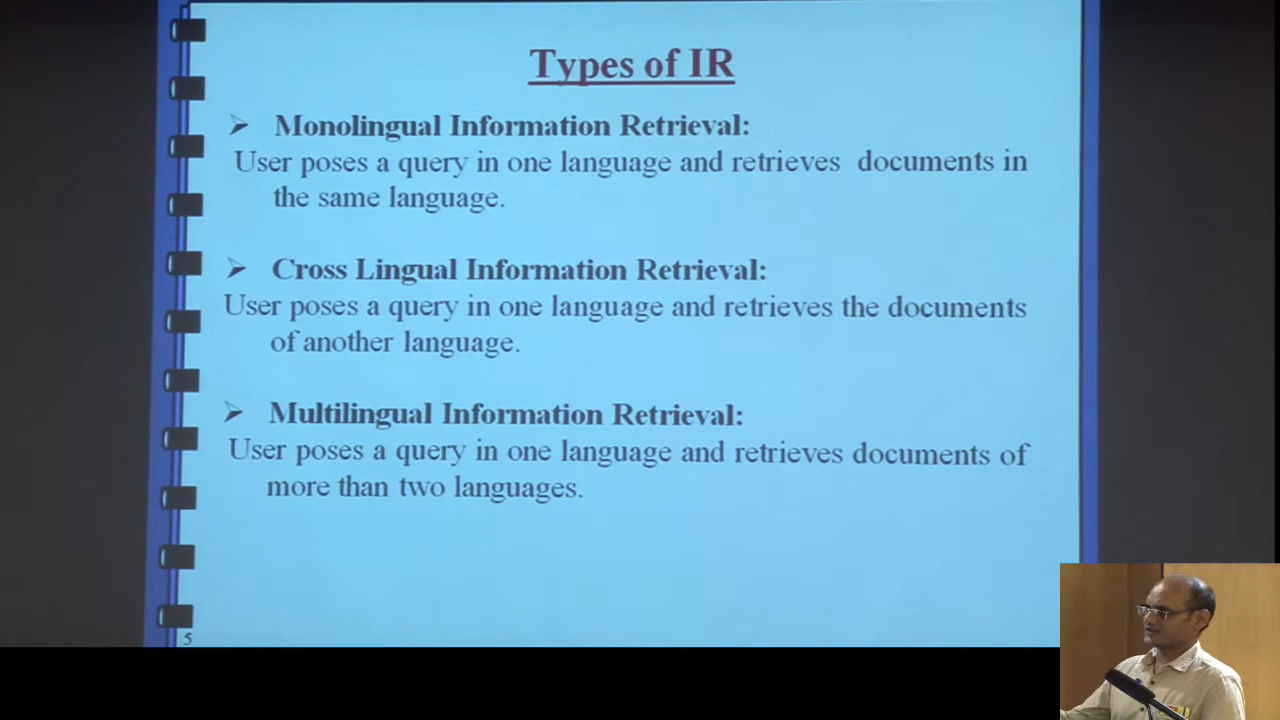 Types of IR
➢ Monolingual Information Retrieval:
User poses a query in one language and retrieves documents in
the same language.
➢ Cross Lingual Information Retrieval:
User poses a query in one language and retrieves the documents
of another language.
➢ Multilingual Information Retrieval:
User poses a query in one language and retrieves documents of
more than two languages.
5